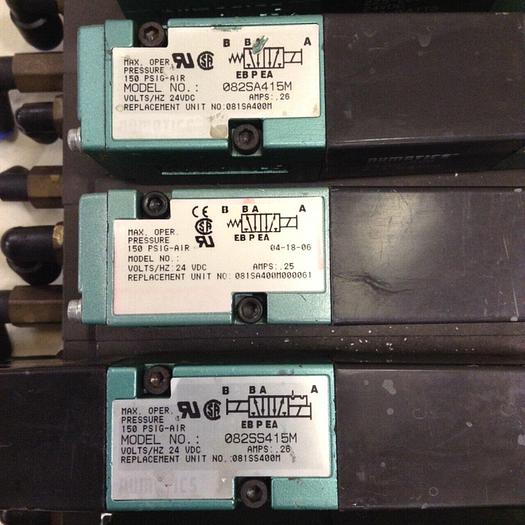 B B A A
MAX. OPER.
PRESSURE
150 PSIG-AIR
EB P EA
MODEL NO.: 082SA415M
VOLTS/HZ 24VDC AMPS: .26
REPLACEMENT UNIT NO:081SA400M
NUMATICS
B B A A
CE
MAX. OPER.
PRESSURE
150 PSIG-AIR
EB P EA
04-18-06
MODEL NO.:
VOLTS/HZ:24 VDC AMPS:.25
REPLACEMENT UNIT NO:081SA400M000061
B B A A
MAX. OPER.
PRESSURE
150 PSIG-AIR
EB P EA
MODEL NO.: 082SS415M
VOLTS/HZ 24 VDC AMPS:.26
REPLACEMENT UNIT NO.:081SS400M
NUMATICS